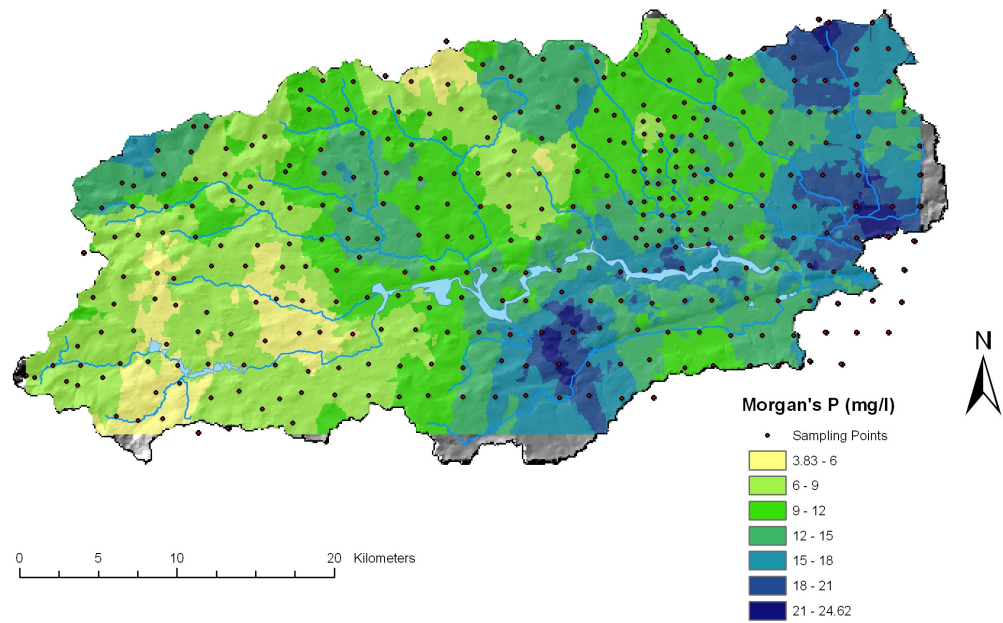 N
Morgan's P (mg/l)
Sampling Points
3.83 - 6
6 - 9
9 - 12
12 - 15
15 - 18
18 - 21
21 - 24.62
0 5 10 20 Kilometers